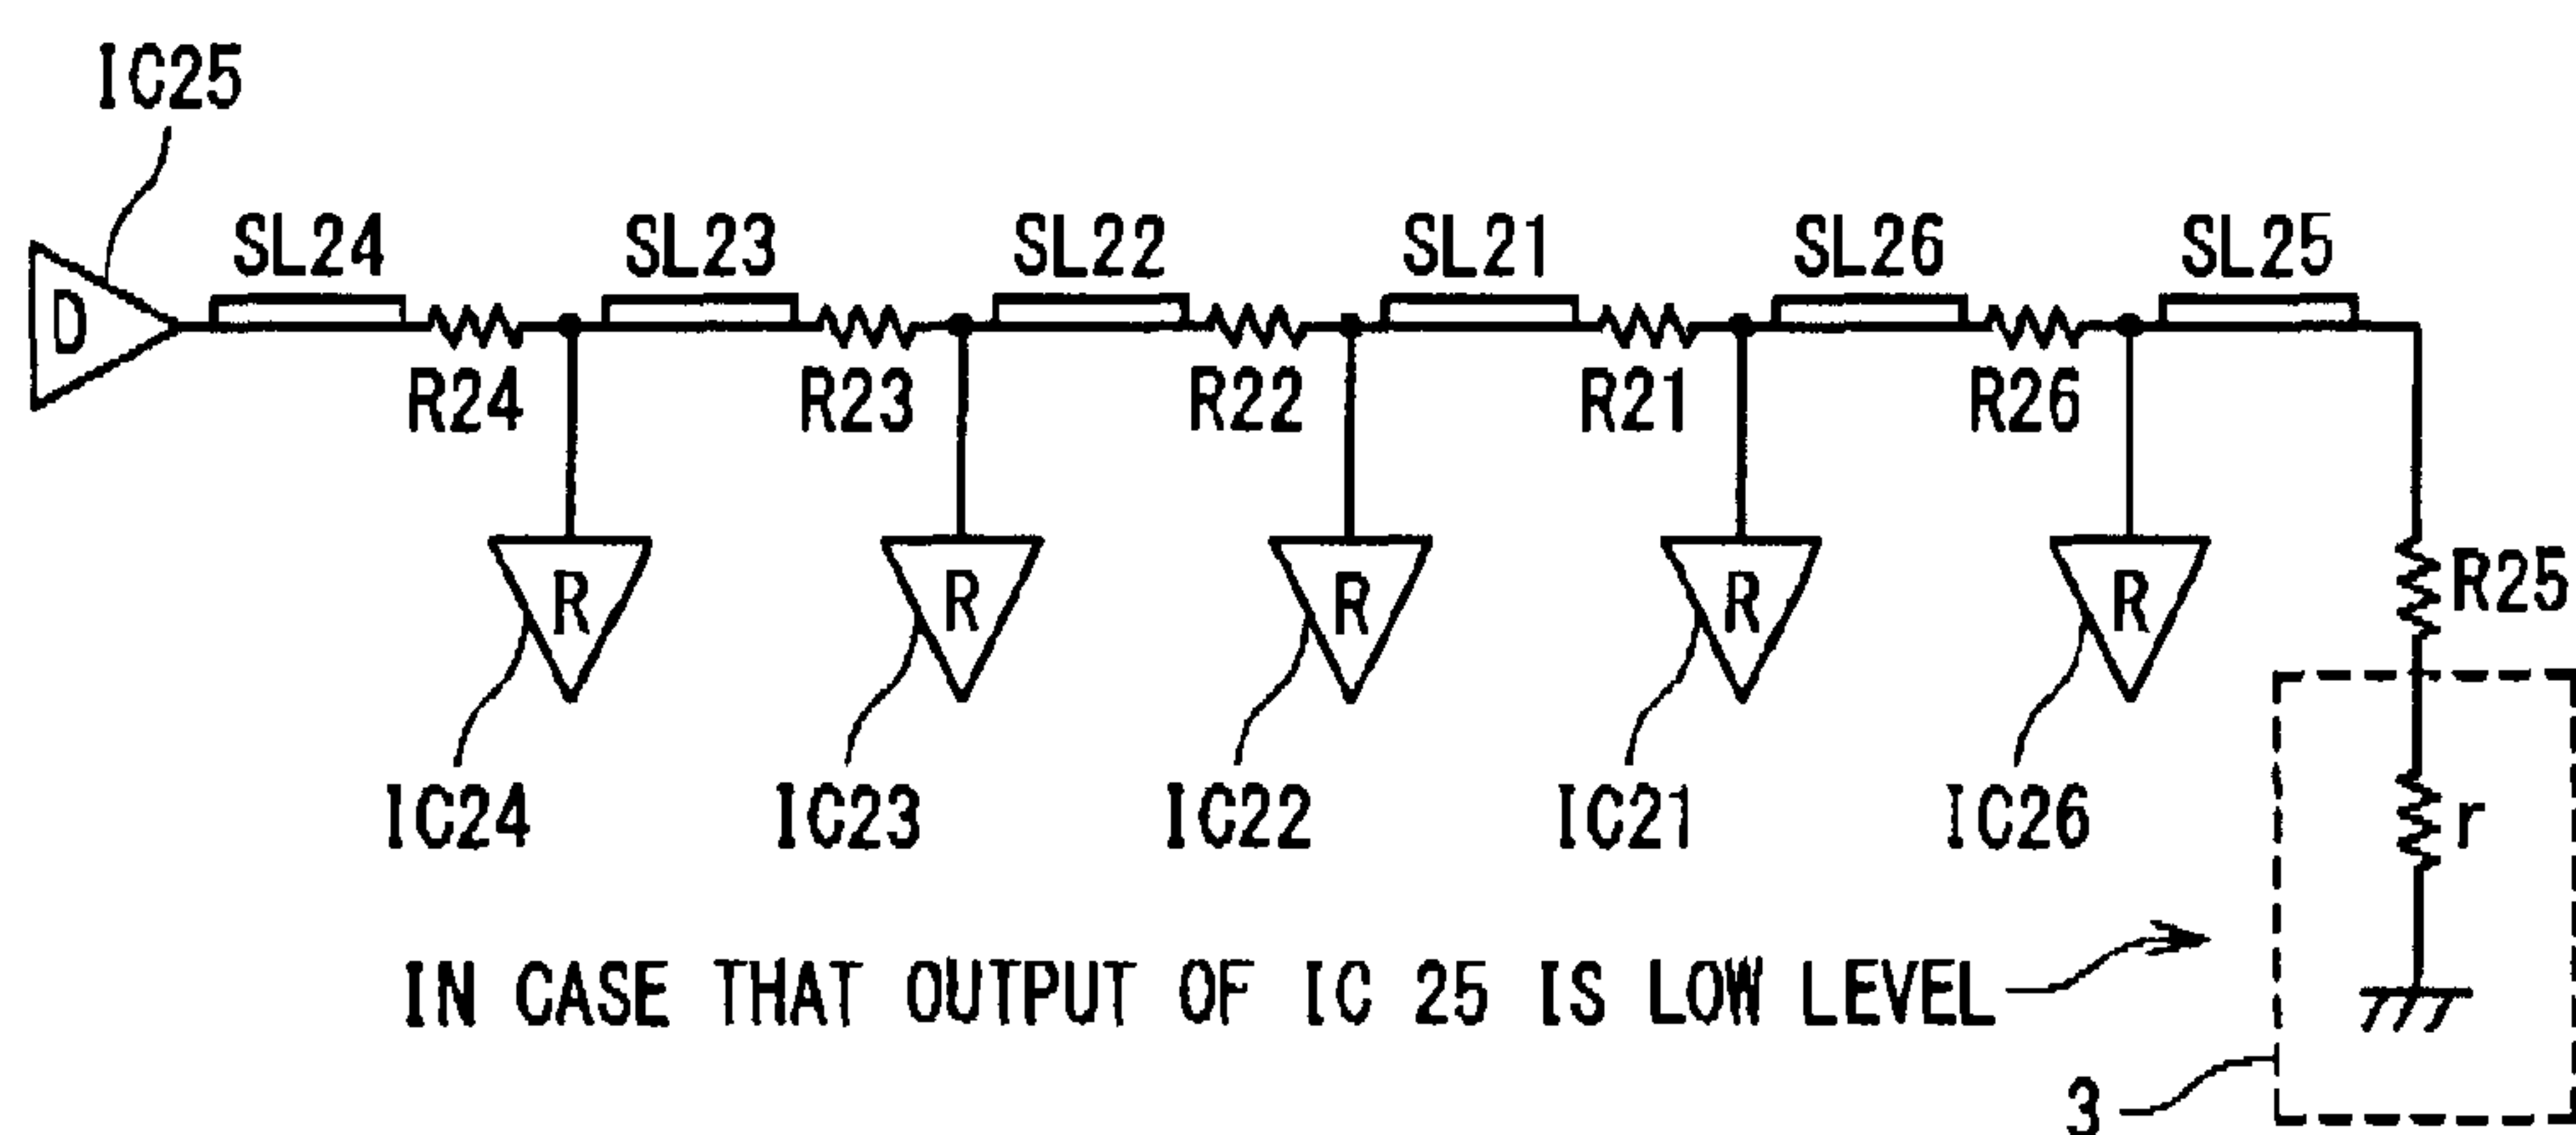 IC25
SL24 SL23 SL22 SL21 SL26 SL25
D
R24 R23 R22 R21 R26
R R R R R R25
IC24 IC23 IC22 IC21 IC26 r
IN CASE THAT OUTPUT OF IC 25 IS LOW LEVEL
3